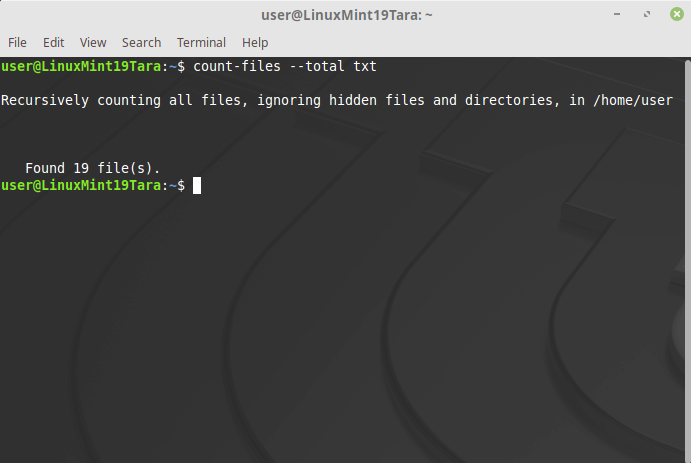 user@LinuxMint19Tara: ~
File Edit View Search Terminal Help
user@LinuxMint19Tara:~$ count-files --total txt
Recursively counting all files, ignoring hidden files and directories, in /home/user
Found 19 file(s).
user@LinuxMint19Tara:~$